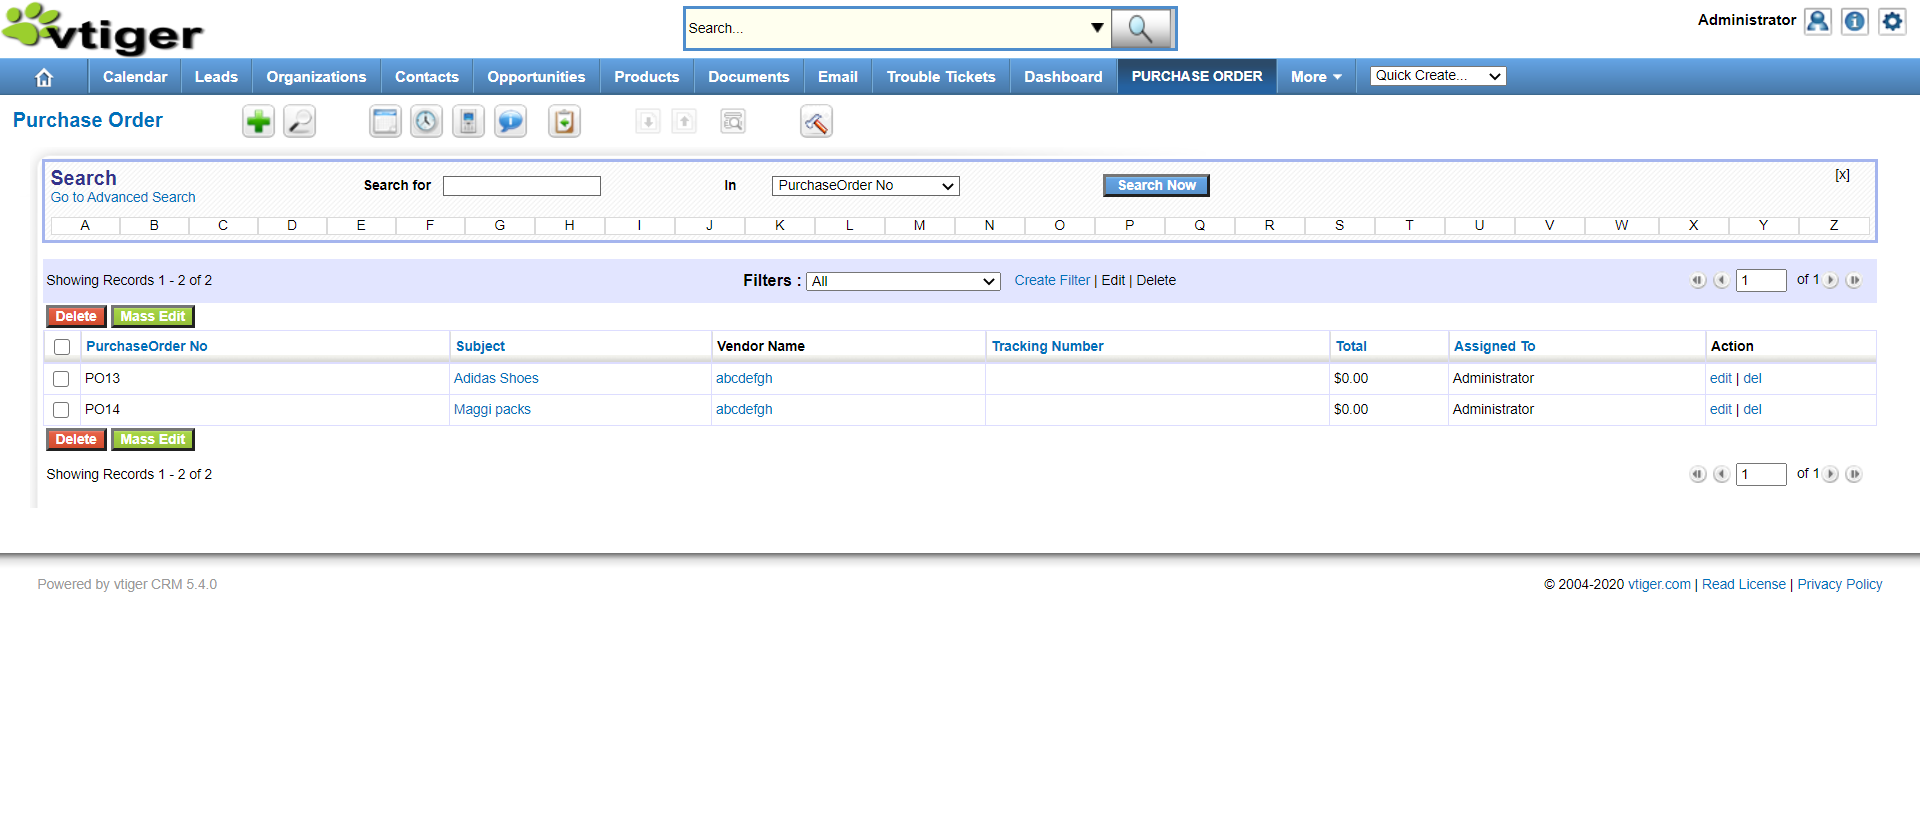 vtiger
Search...
Administrator
Calendar Leads Organizations Contacts Opportunities Products Documents Email Trouble Tickets Dashboard PURCHASE ORDER More Quick Create...
Purchase Order
Search
Go to Advanced Search
Search for In PurchaseOrder No Search Now [x]
A B C D E F G H I J K L M N O P Q R S T U V W X Y Z
Showing Records 1 - 2 of 2 Filters : All Create Filter | Edit | Delete 1 of 1
Delete Mass Edit
PurchaseOrder No Subject Vendor Name Tracking Number Total Assigned To Action
PO13 Adidas Shoes abcdefgh $0.00 Administrator edit | del
PO14 Maggi packs abcdefgh $0.00 Administrator edit | del
Delete Mass Edit
Showing Records 1 - 2 of 2 1 of 1
Powered by vtiger CRM 5.4.0 © 2004-2020 vtiger.com | Read License | Privacy Policy